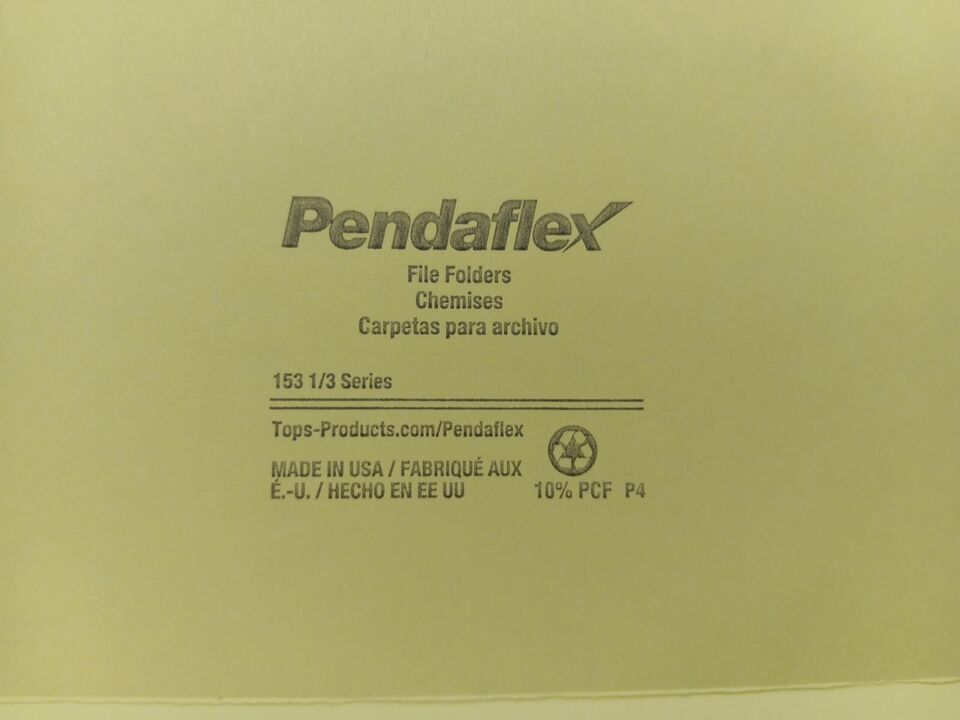 Pendaflex
File Folders
Chemises
Carpetas para archivo
153 1/3 Series
Tops-Products.com/Pendaflex
MADE IN USA / FABRIQUÉ AUX
É.-U. / HECHO EN EE UU
10% PCF P4